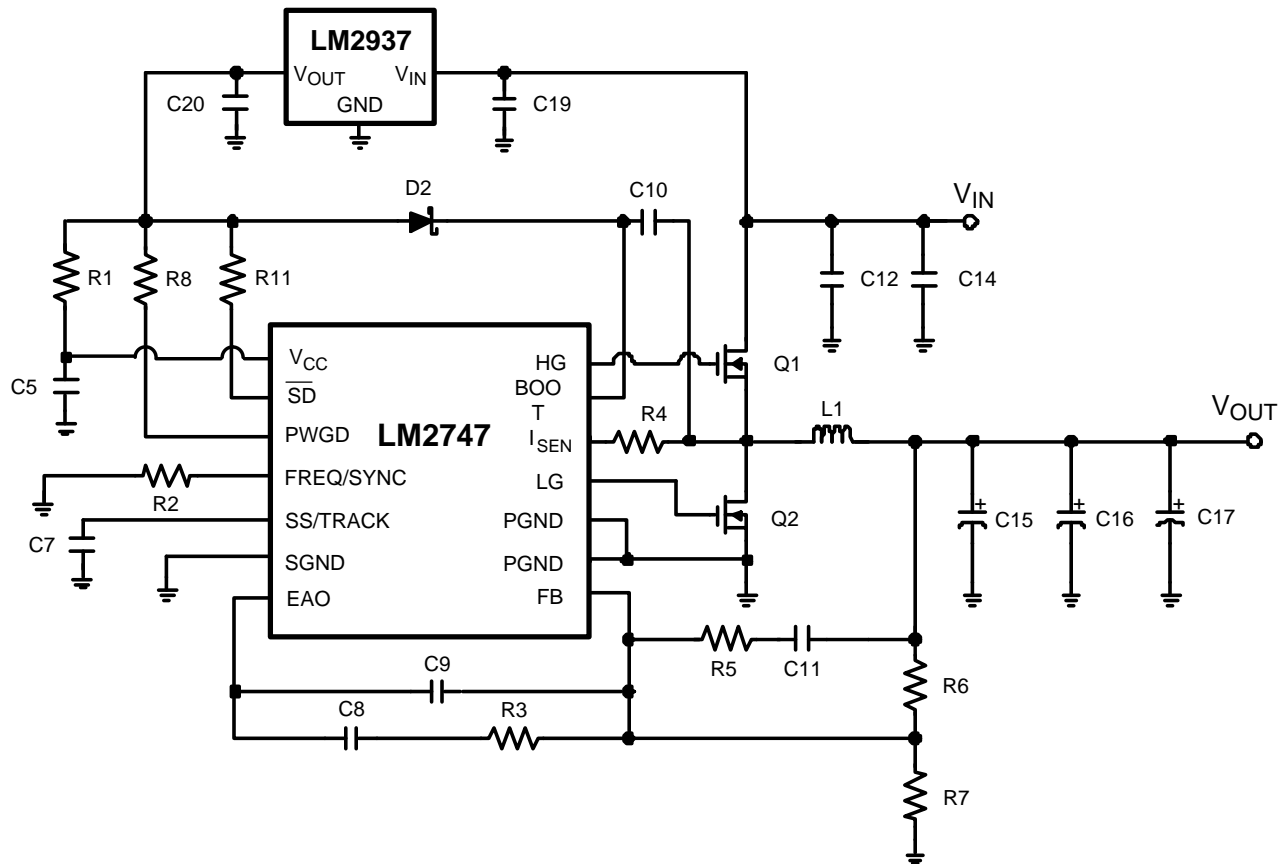 LM2937
VOUT
VIN
GND
C20
C19
D2
C10
VIN
R1
R8
R11
C12
C14
VCC
SD
PWGD
FREQ/SYNC
SS/TRACK
SGND
EAO
LM2747
HG
BOO
T
ISEN
LG
PGND
PGND
FB
C5
R2
C7
Q1
R4
L1
VOUT
Q2
+
C15
+
C16
+
C17
R5
C11
R6
C9
C8
R3
R7